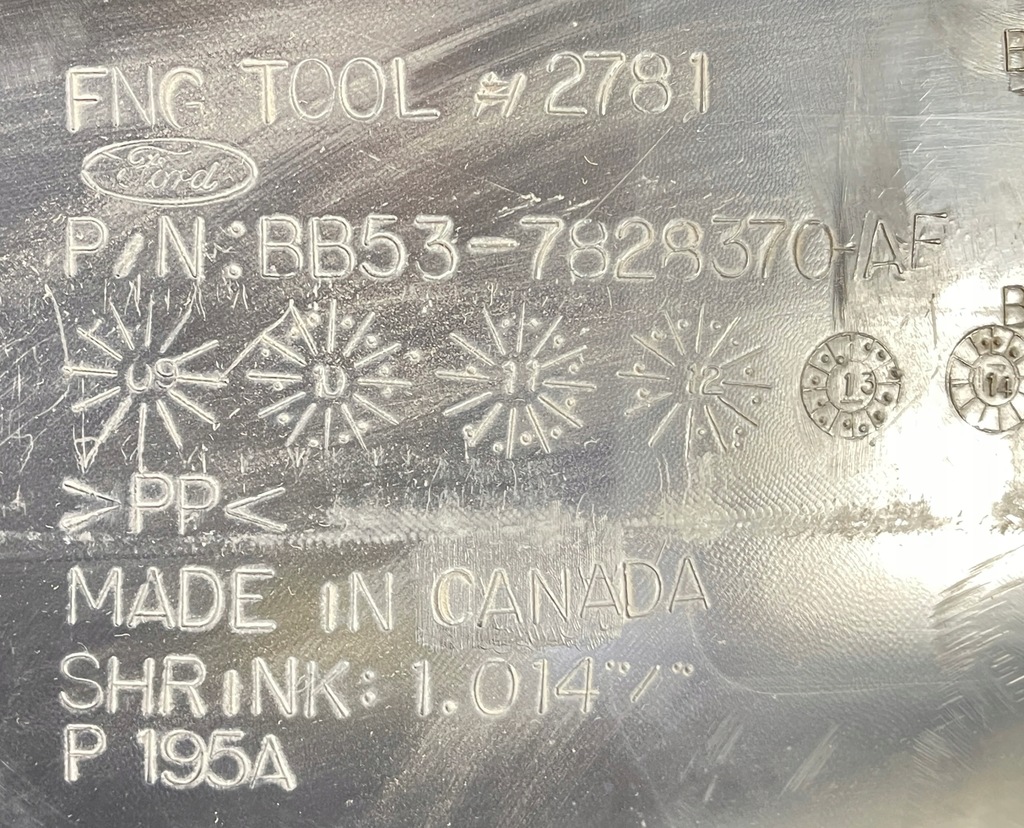 FNG TOOL # 2781
Ford
P/N:BB53-7828370-AE
09 10 11 12 13 14
>PP<
MADE IN CANADA
SHRINK: 1.014"/"
P 195A